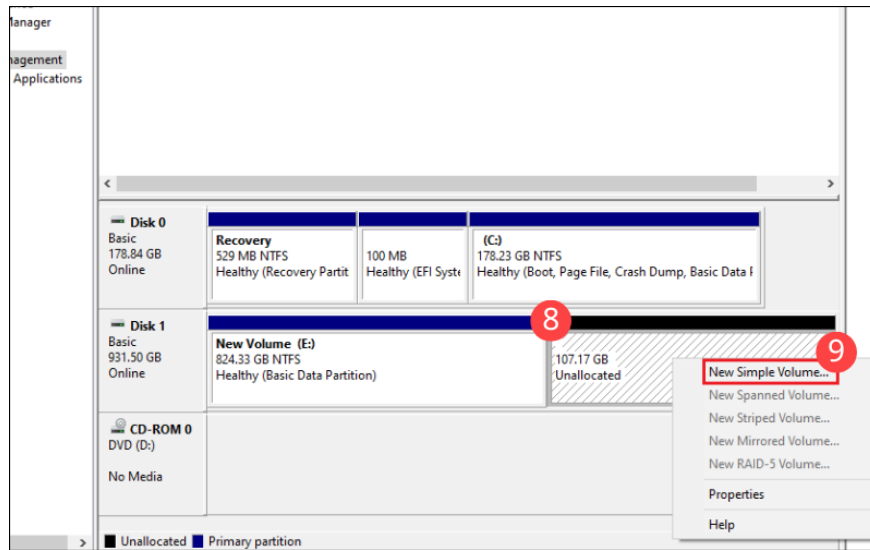 Manager
nagement
Applications
Disk 0
Basic
178.84 GB
Online
Recovery
529 MB NTFS
Healthy (Recovery Partit
100 MB
Healthy (EFI Syste
(C:)
178.23 GB NTFS
Healthy (Boot, Page File, Crash Dump, Basic Data F
Disk 1
Basic
931.50 GB
Online
New Volume (E:)
824.33 GB NTFS
Healthy (Basic Data Partition)
8
107.17 GB
Unallocated
9
New Simple Volume...
New Spanned Volume...
New Striped Volume...
New Mirrored Volume...
New RAID-5 Volume...
Properties
Help
CD-ROM 0
DVD (D:)
No Media
Unallocated
Primary partition